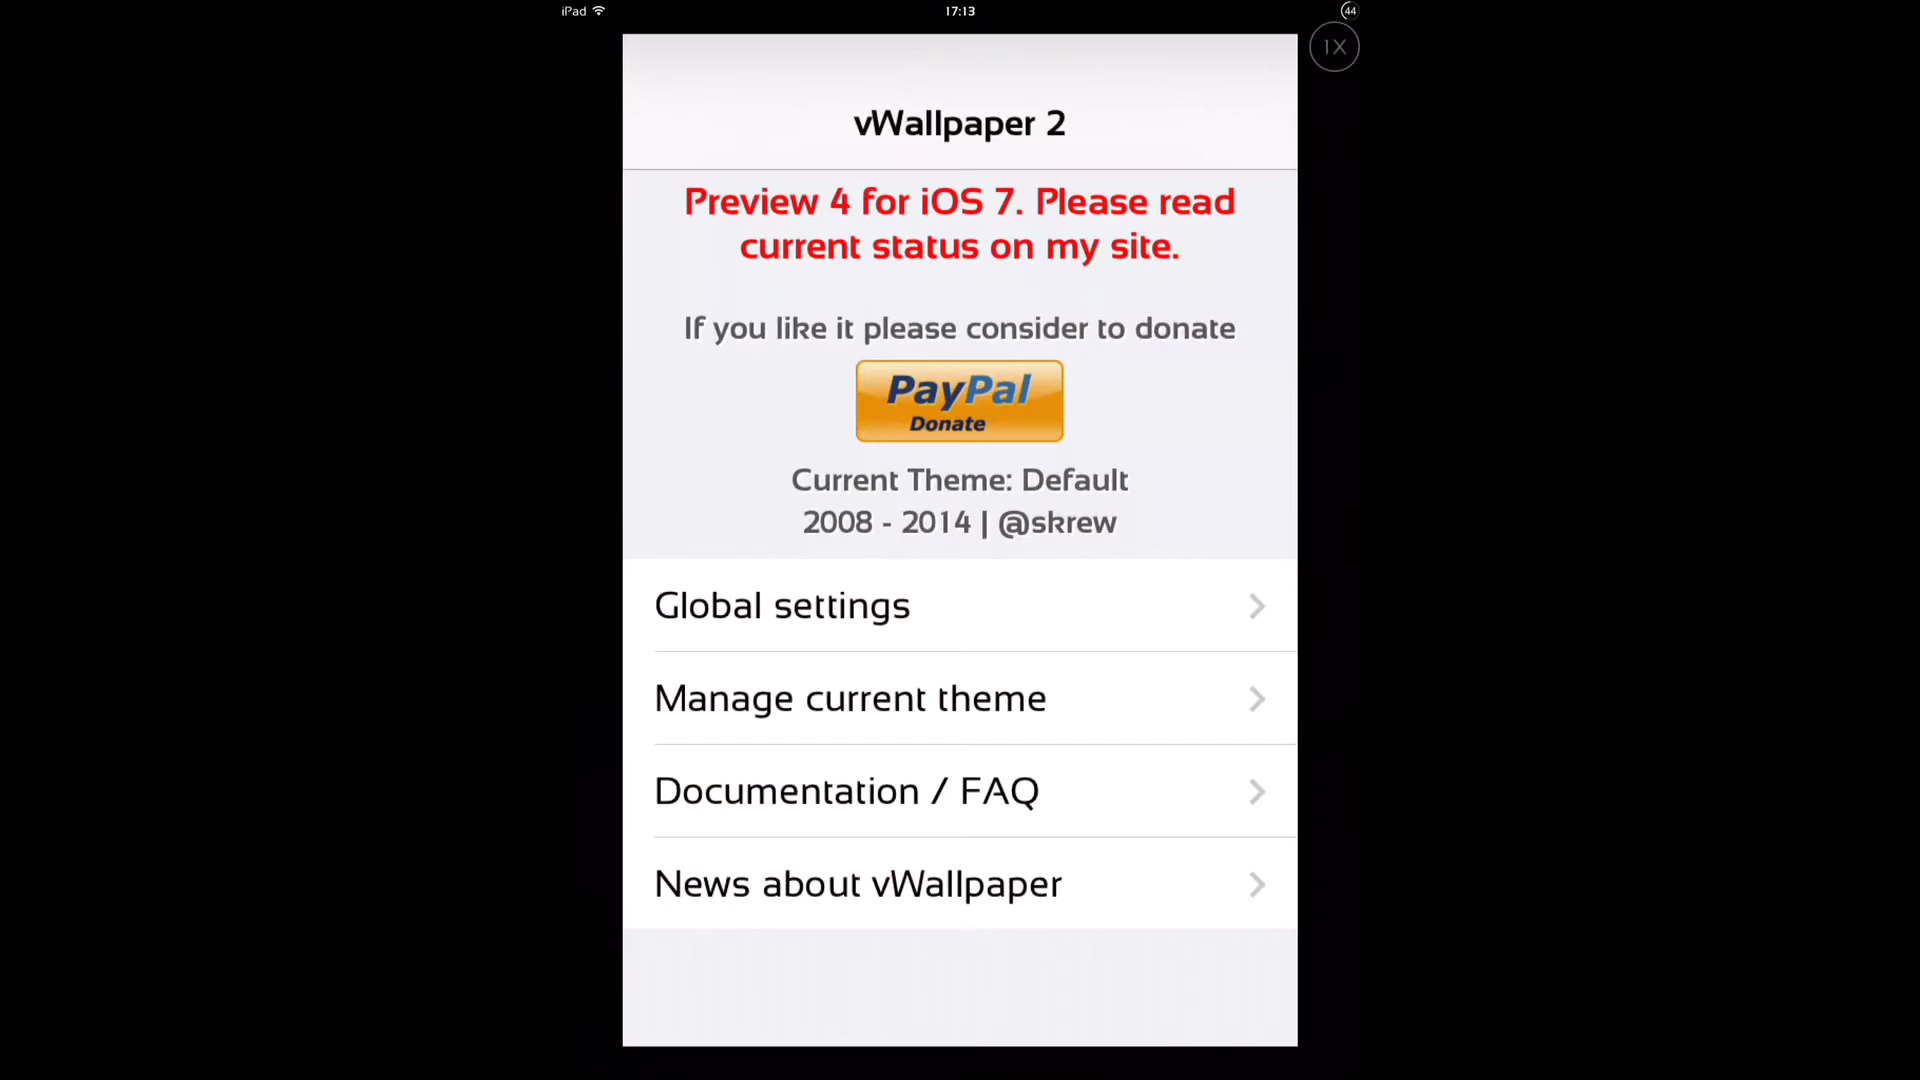 iPad
17:13
44
1X
vWallpaper 2
Preview 4 for iOS 7. Please read
current status on my site.
If you like it please consider to donate
PayPal
Donate
Current Theme: Default
2008 - 2014 | @skrew
Global settings
Manage current theme
Documentation / FAQ
News about vWallpaper